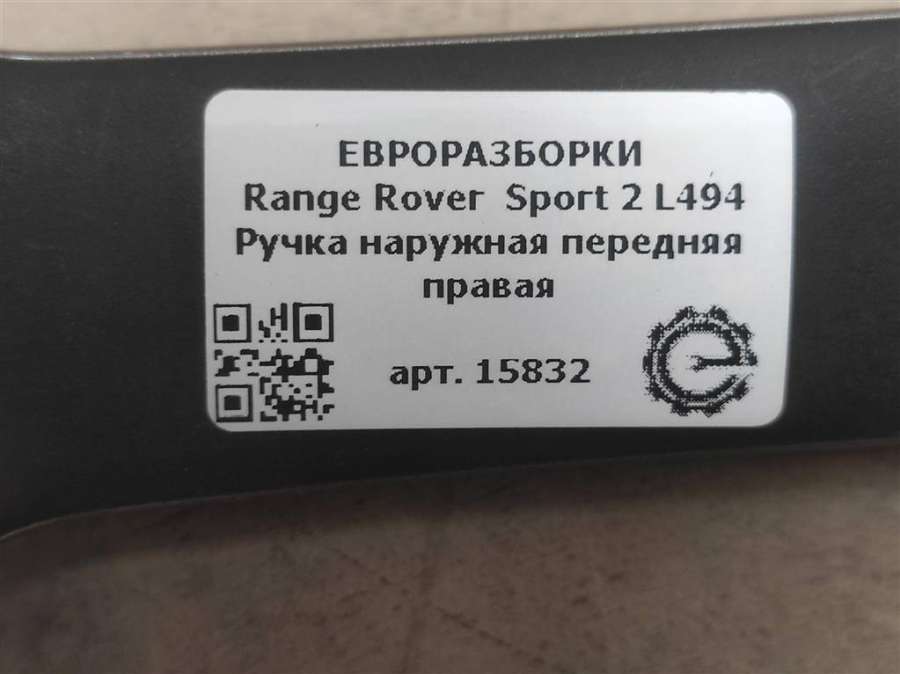 ЕВРОРАЗБОРКИ
Range Rover Sport 2 L494
Ручка наружная передняя
правая
арт. 15832